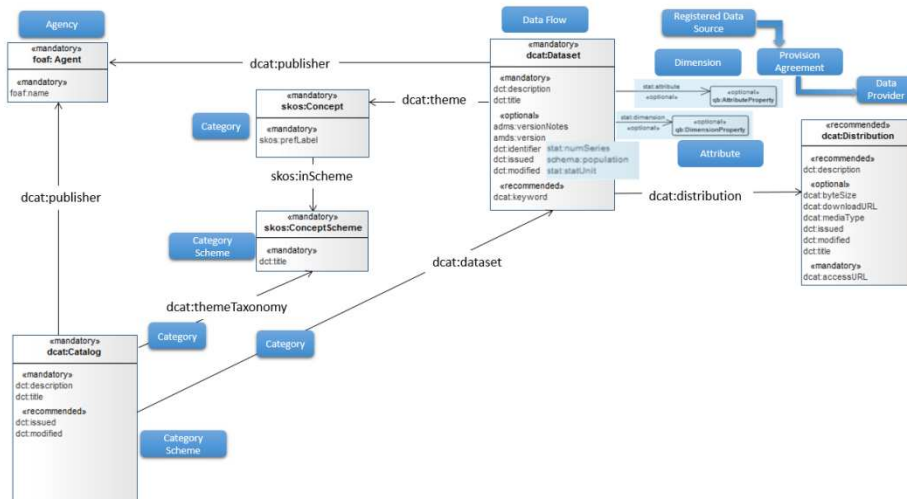 Agency
«mandatory»
foaf: Agent
«mandatory»
foaf:name
dcat:publisher
Data Flow
«mandatory»
dcat:Dataset
«mandatory»
dct:description
dct:title
«optional»
adms:versionNotes
amds:version
dct:identifier stat:numSeries
dct:issued schema:population
dct:modified stat:statUnit
«recommended»
dcat:keyword
Registered Data
Source
Provision
Agreement
Data
Provider
Dimension
stat:attribute
«optional»
«optional»
qb:AttributeProperty
stat:dimension
«optional»
«optional»
qb:DimensionProperty
Attribute
dcat:theme
Category
«mandatory»
skos:Concept
«mandatory»
skos:prefLabel
skos:inScheme
Category
Scheme
«mandatory»
skos:ConceptScheme
«mandatory»
dct:title
dcat:publisher
dcat:distribution
«recommended»
dcat:Distribution
«recommended»
dct:description
«optional»
dcat:byteSize
dcat:downloadURL
dcat:mediaType
dct:issued
dct:modified
dct:title
«mandatory»
dcat:accessURL
dcat:dataset
dcat:themeTaxonomy
Category
Category
«mandatory»
dcat:Catalog
«mandatory»
dct:description
dct:title
«recommended»
dct:issued
dct:modified
Category
Scheme